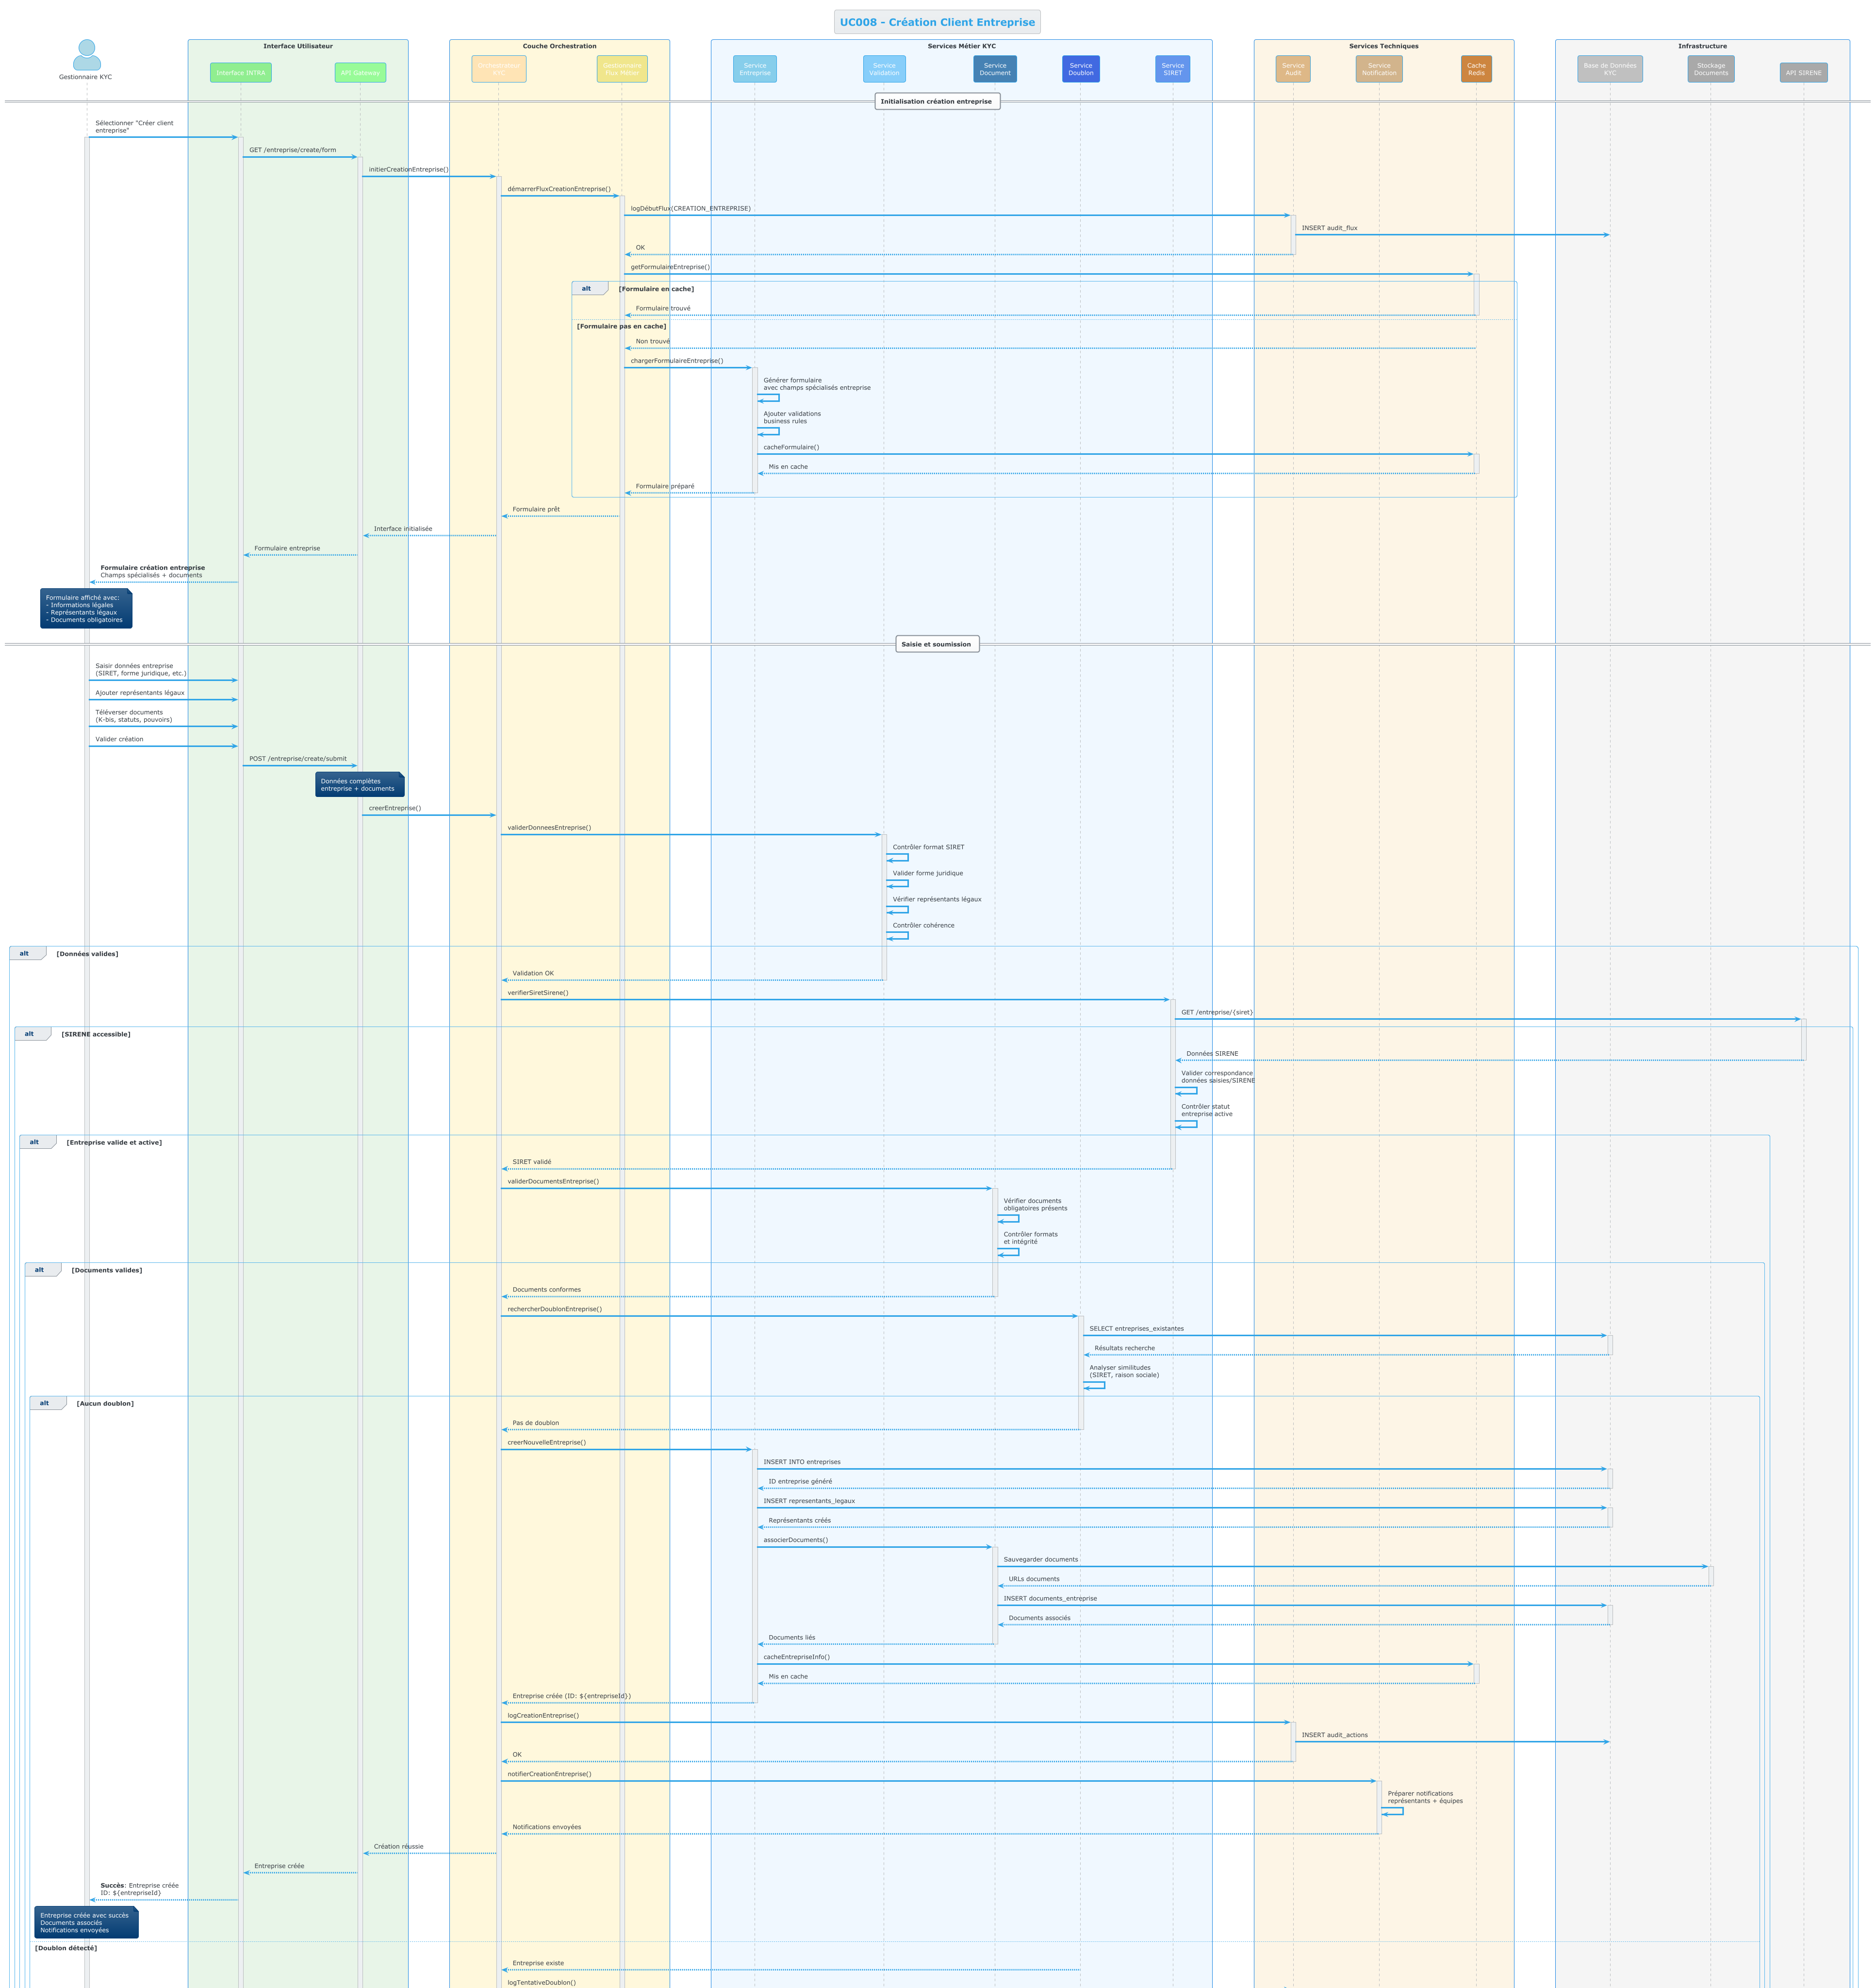 UC008 - Création Client Entreprise
Interface Utilisateur
Couche Orchestration
Services Métier KYC
Services Techniques
Infrastructure
Gestionnaire KYC
Interface INTRA
API Gateway
Orchestrateur
KYC
Gestionnaire
Flux Métier
Service
Entreprise
Service
Validation
Service
Document
Service
Doublon
Service
SIRET
Service
Audit
Service
Notification
Cache
Redis
Base de Données
KYC
Stockage
Documents
API SIRENE
Initialisation création entreprise
Sélectionner "Créer client
entreprise"
GET /entreprise/create/form
initierCreationEntreprise()
démarrerFluxCreationEntreprise()
logDébutFlux(CREATION_ENTREPRISE)
INSERT audit_flux
OK
getFormulaireEntreprise()
alt [Formulaire en cache]
Formulaire trouvé
[Formulaire pas en cache]
Non trouvé
chargerFormulaireEntreprise()
Générer formulaire
avec champs spécialisés entreprise
Ajouter validations
business rules
cacheFormulaire()
Mis en cache
Formulaire préparé
Formulaire prêt
Interface initialisée
Formulaire entreprise
Formulaire création entreprise
Champs spécialisés + documents
Formulaire affiché avec:
- Informations légales
- Représentants légaux
- Documents obligatoires
Saisie et soumission
Saisir données entreprise
(SIRET, forme juridique, etc.)
Ajouter représentants légaux
Téléverser documents
(K-bis, statuts, pouvoirs)
Valider création
POST /entreprise/create/submit
Données complètes
entreprise + documents
creerEntreprise()
validerDonneesEntreprise()
Contrôler format SIRET
Valider forme juridique
Vérifier représentants légaux
Contrôler cohérence
alt [Données valides]
Validation OK
verifierSiretSirene()
GET /entreprise/{siret}
alt [SIRENE accessible]
Données SIRENE
Valider correspondance
données saisies/SIRENE
Contrôler statut
entreprise active
alt [Entreprise valide et active]
SIRET validé
validerDocumentsEntreprise()
Vérifier documents
obligatoires présents
Contrôler formats
et intégrité
alt [Documents valides]
Documents conformes
rechercherDoublonEntreprise()
SELECT entreprises_existantes
Résultats recherche
Analyser similitudes
(SIRET, raison sociale)
alt [Aucun doublon]
Pas de doublon
creerNouvelleEntreprise()
INSERT INTO entreprises
ID entreprise généré
INSERT representants_legaux
Représentants créés
associerDocuments()
Sauvegarder documents
URLs documents
INSERT documents_entreprise
Documents associés
Documents liés
cacheEntrepriseInfo()
Mis en cache
Entreprise créée (ID: ${entrepriseId})
logCreationEntreprise()
INSERT audit_actions
OK
notifierCreationEntreprise()
Préparer notifications
représentants + équipes
Notifications envoyées
Création réussie
Entreprise créée
Succès: Entreprise créée
ID: ${entrepriseId}
Entreprise créée avec succès
Documents associés
Notifications envoyées
[Doublon détecté]
Entreprise existe
logTentativeDoublon()